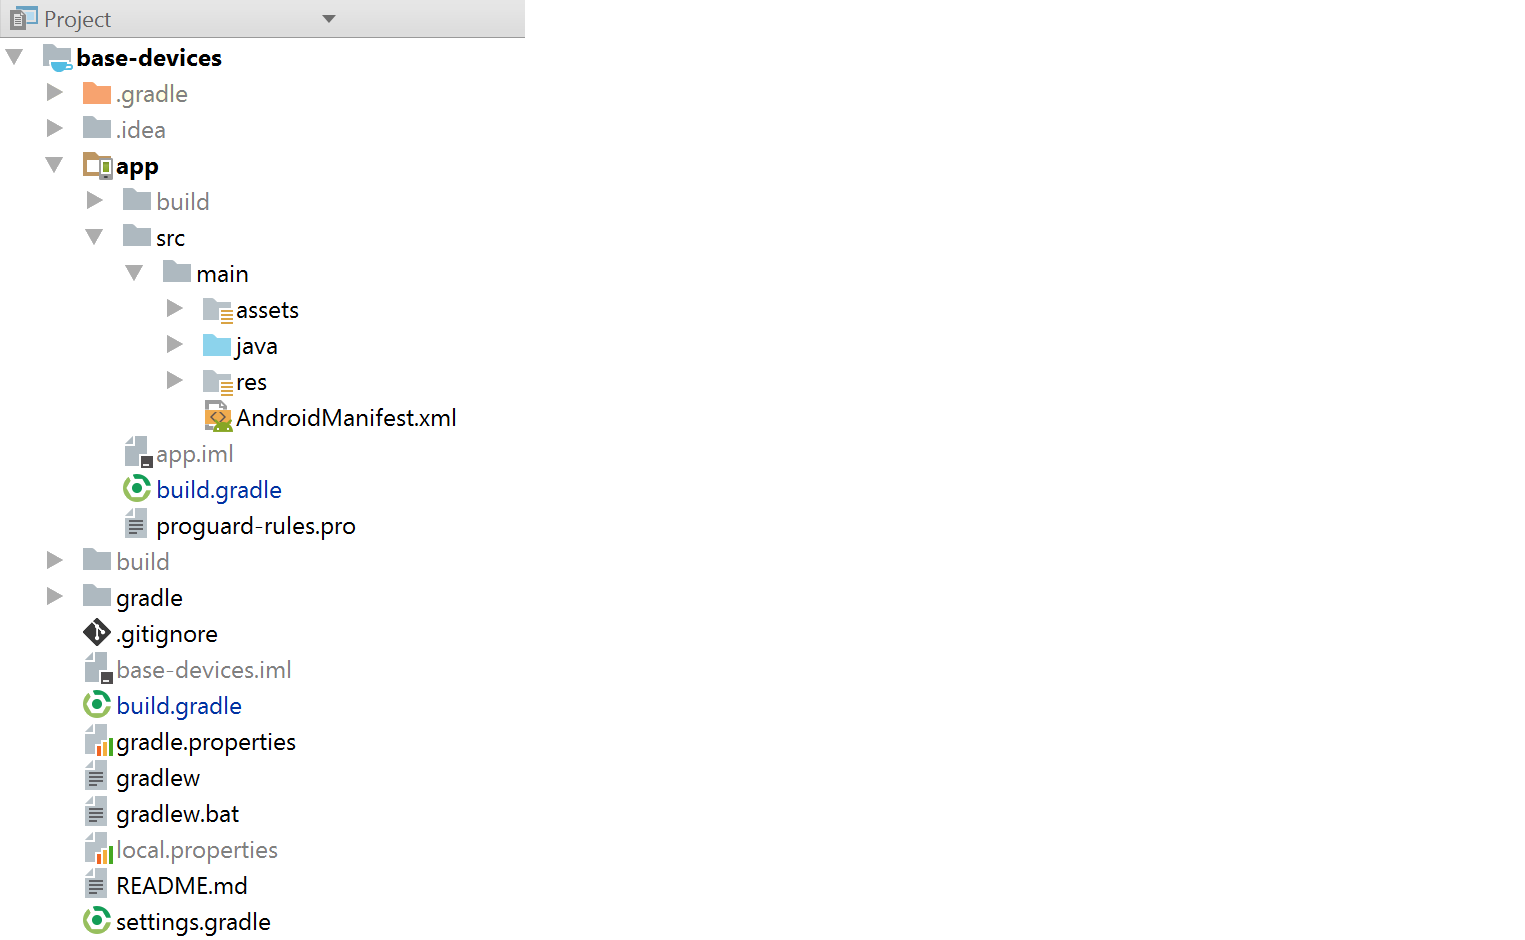 Project
base-devices
.gradle
.idea
app
build
src
main
assets
java
res
AndroidManifest.xml
app.iml
build.gradle
proguard-rules.pro
build
gradle
.gitignore
base-devices.iml
build.gradle
gradle.properties
gradlew
gradlew.bat
local.properties
README.md
settings.gradle